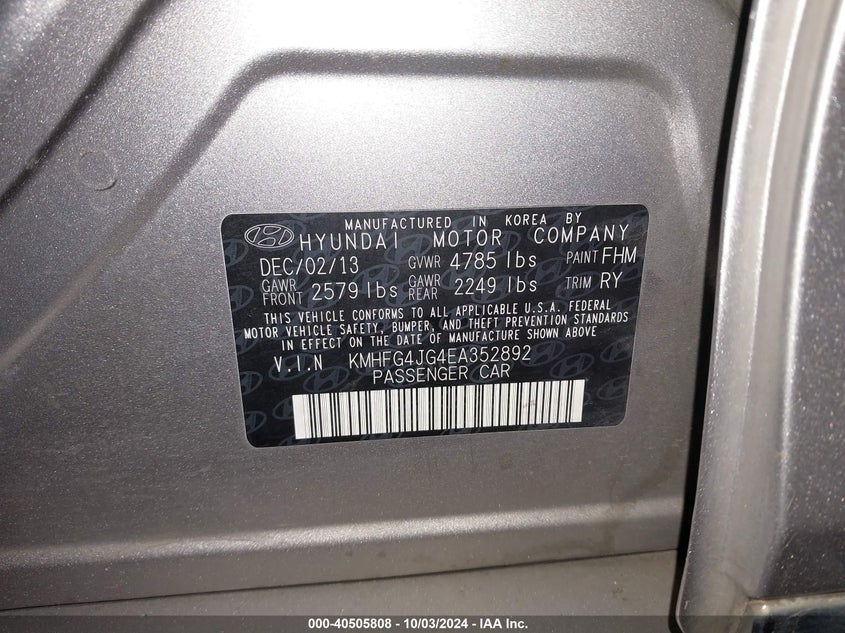 MANUFACTURED IN KOREA BY
HYUNDAI MOTOR COMPANY
DEC/02/13 GVWR 4785 lbs PAINT FHM
GAWR FRONT 2579 lbs GAWR REAR 2249 lbs TRIM RY
THIS VEHICLE CONFORMS TO ALL APPLICABLE U.S.A. FEDERAL
MOTOR VEHICLE SAFETY, BUMPER, AND THEFT PREVENTION STANDARDS
IN EFFECT ON THE DATE OF MANUFACTURE SHOWN ABOVE
V.I.N KMHFG4JG4EA352892
PASSENGER CAR
000-40505808 - 10/03/2024 - IAA Inc.